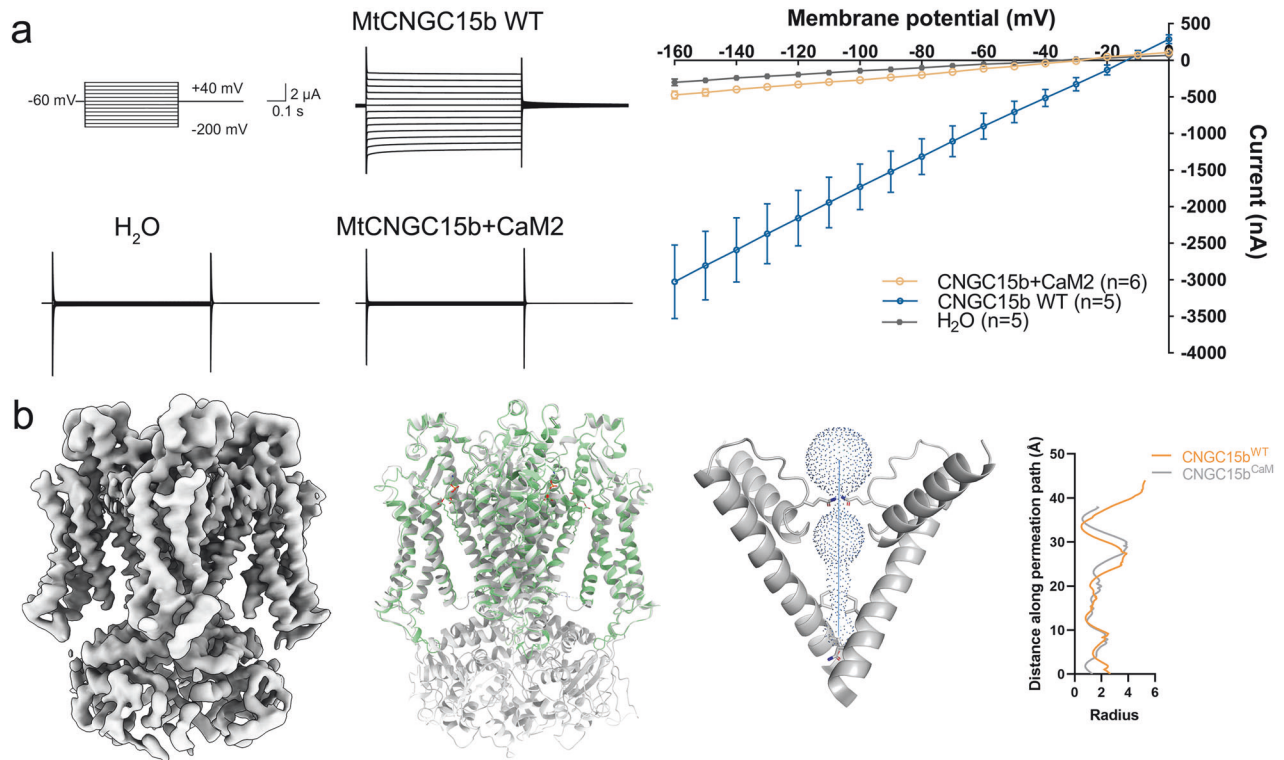 a
MtCNGC15b WT
-60 mV
+40 mV
-200 mV
2 µA
0.1 s
H₂O
MtCNGC15b+CaM2
Membrane potential (mV)
-160 -140 -120 -100 -80 -60 -40 -20
500
0
-500
-1000
-1500
-2000
-2500
-3000
-3500
-4000
Current (nA)
CNGC15b+CaM2 (n=6)
CNGC15b WT (n=5)
H₂O (n=5)
b
Distance along permeation path (Å)
50
40
30
20
10
0
0 2 4 6
Radius
CNGC15bᵂᵀ
CNGC15bᶜᵃᴹ